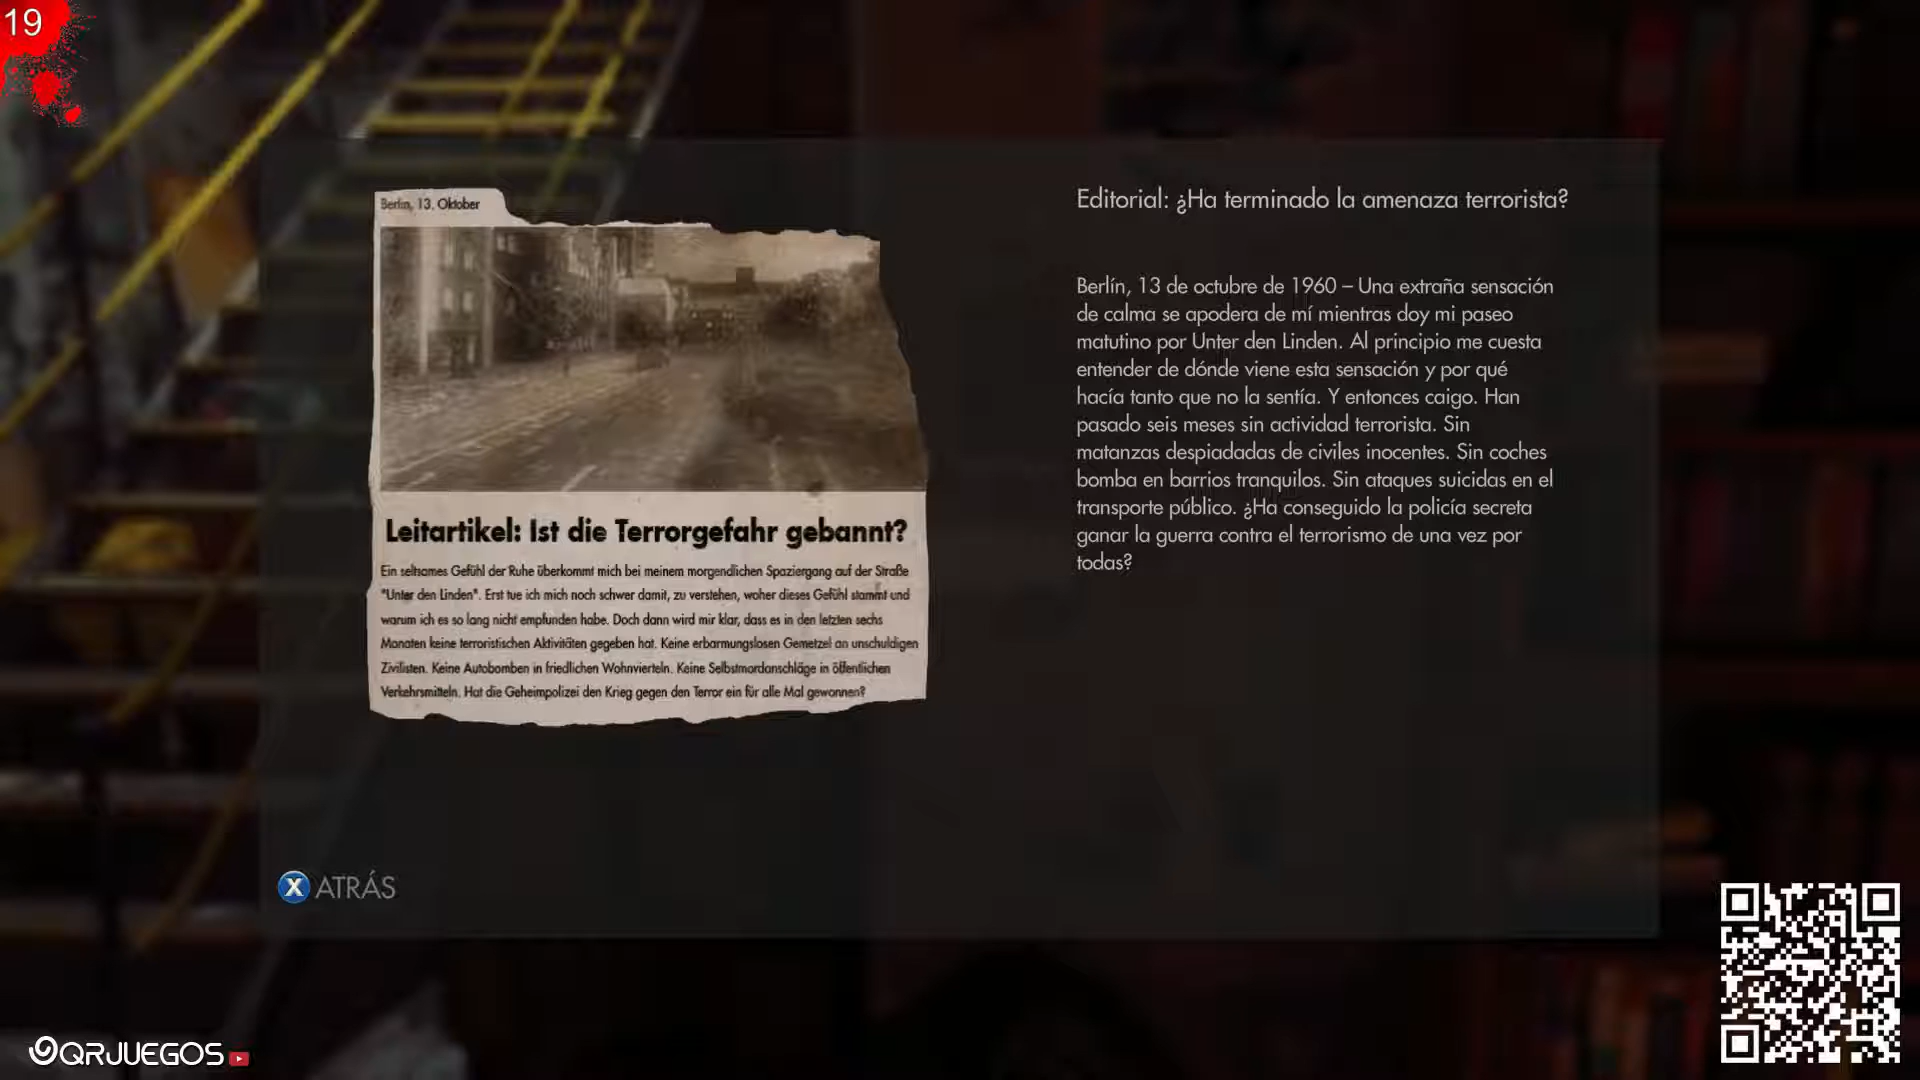 19
Berlin, 13. Oktober
Leitartikel: Ist die Terrorgefahr gebannt?
Ein seltsames Gefühl der Ruhe überkommt mich bei meinem morgendlichen Spaziergang auf der Straße
"Unter den Linden". Erst tue ich mich noch schwer damit, zu verstehen, woher dieses Gefühl stammt und
warum ich es so lang nicht empfunden habe. Doch dann wird mir klar, dass es in den letzten sechs
Monaten keine terroristischen Aktivitäten gegeben hat. Keine erbarmungslosen Gemetzel an unschuldigen
Zivilisten. Keine Autobomben in friedlichen Wohnvierteln. Keine Selbstmordanschläge in öffentlichen
Verkehrsmitteln. Hat die Geheimpolizei den Krieg gegen den Terror ein für alle Mal gewonnen?
Editorial: ¿Ha terminado la amenaza terrorista?
Berlín, 13 de octubre de 1960 – Una extraña sensación
de calma se apodera de mí mientras doy mi paseo
matutino por Unter den Linden. Al principio me cuesta
entender de dónde viene esta sensación y por qué
hacía tanto que no la sentía. Y entonces caigo. Han
pasado seis meses sin actividad terrorista. Sin
matanzas despiadadas de civiles inocentes. Sin coches
bomba en barrios tranquilos. Sin ataques suicidas en el
transporte público. ¿Ha conseguido la policía secreta
ganar la guerra contra el terrorismo de una vez por
todas?
X ATRÁS
QRJUEGOS